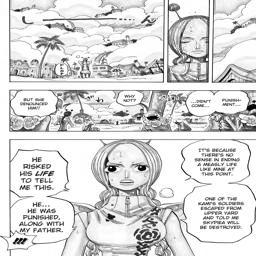 PUNISH-
MENT...
...DIDN'T
COME...
WHY
NOT?
BUT SHE
DENOUNCED
HIM!!
IT'S BECAUSE
THERE'S NO
SENSE IN ENDING
A MEASLY LIFE
LIKE MINE AT
THIS POINT.
ONE OF THE
KAMI'S SOLDIERS
ESCAPED FROM
UPPER YARD AND
TOLD ME
SKYPIEA WILL
BE DESTROYED.
HE
RISKED
HIS LIFE
TO TELL
ME THIS.
HE...
HE WAS
PUNISHED,
ALONG WITH
MY FATHER.
!!!